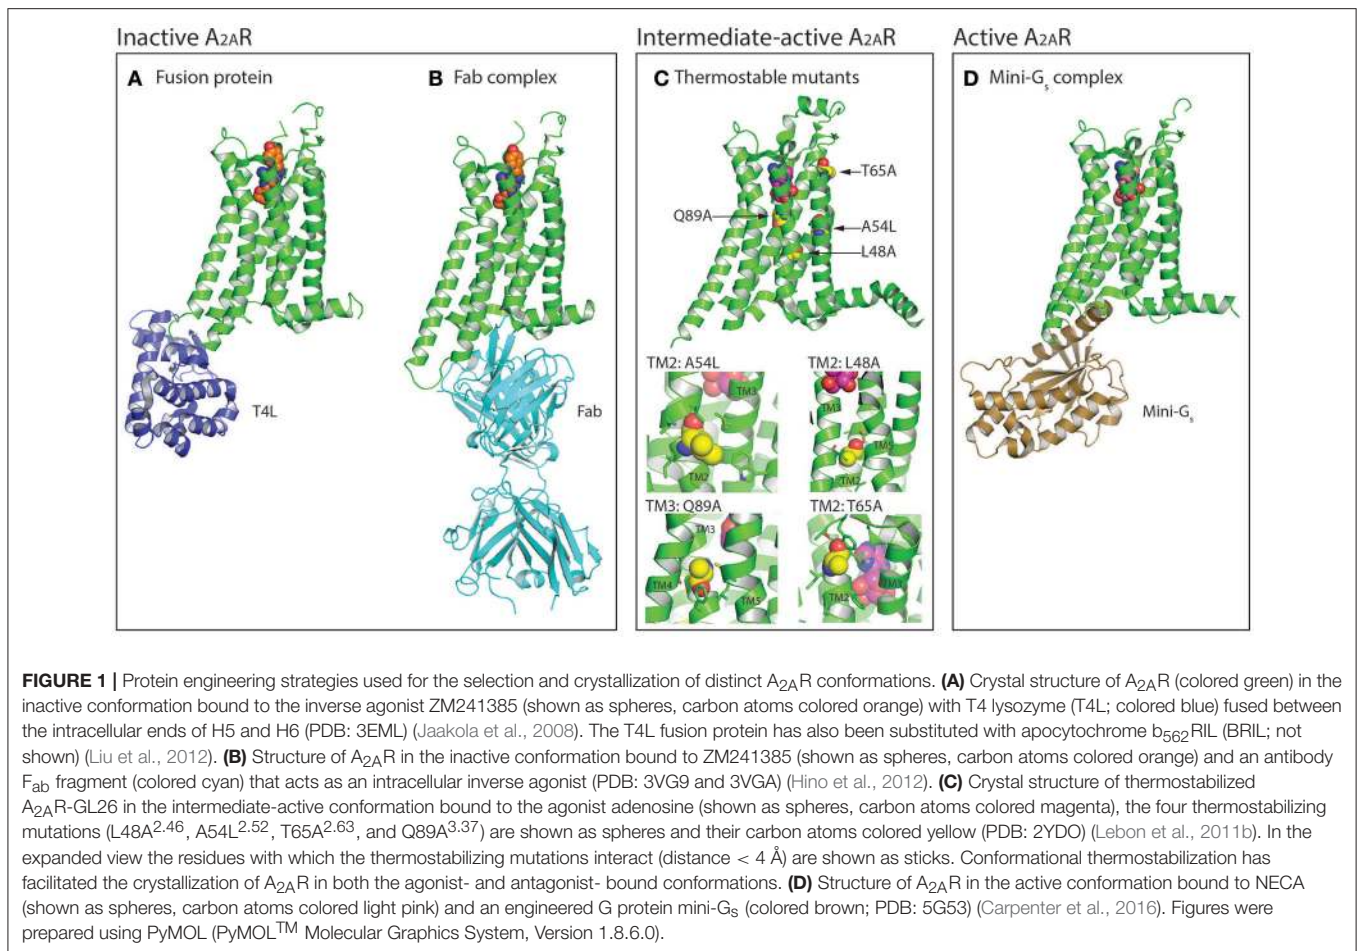 Inactive A2AR
A Fusion protein
B Fab complex
T4L
Fab
Intermediate-active A2AR
C Thermostable mutants
T65A
Q89A
A54L
L48A
TM2: A54L
TM3
TM2
TM2: L48A
TM3
TM5
TM2
TM3: Q89A
TM3
TM4
TM5
TM2: T65A
TM3
TM2
Active A2AR
D Mini-Gs complex
Mini-Gs
FIGURE 1 | Protein engineering strategies used for the selection and crystallization of distinct A2AR conformations. (A) Crystal structure of A2AR (colored green) in the
inactive conformation bound to the inverse agonist ZM241385 (shown as spheres, carbon atoms colored orange) with T4 lysozyme (T4L; colored blue) fused between
the intracellular ends of H5 and H6 (PDB: 3EML) (Jaakola et al., 2008). The T4L fusion protein has also been substituted with apocytochrome b562RIL (BRIL; not
shown) (Liu et al., 2012). (B) Structure of A2AR in the inactive conformation bound to ZM241385 (shown as spheres, carbon atoms colored orange) and an antibody
Fab fragment (colored cyan) that acts as an intracellular inverse agonist (PDB: 3VG9 and 3VGA) (Hino et al., 2012). (C) Crystal structure of thermostabilized
A2AR-GL26 in the intermediate-active conformation bound to the agonist adenosine (shown as spheres, carbon atoms colored magenta), the four thermostabilizing
mutations (L48A2.46, A54L2.52, T65A2.63, and Q89A3.37) are shown as spheres and their carbon atoms colored yellow (PDB: 2YDO) (Lebon et al., 2011b). In the
expanded view the residues with which the thermostabilizing mutations interact (distance < 4 Å) are shown as sticks. Conformational thermostabilization has
facilitated the crystallization of A2AR in both the agonist- and antagonist- bound conformations. (D) Structure of A2AR in the active conformation bound to NECA
(shown as spheres, carbon atoms colored light pink) and an engineered G protein mini-Gs (colored brown; PDB: 5G53) (Carpenter et al., 2016). Figures were
prepared using PyMOL (PyMOL™ Molecular Graphics System, Version 1.8.6.0).